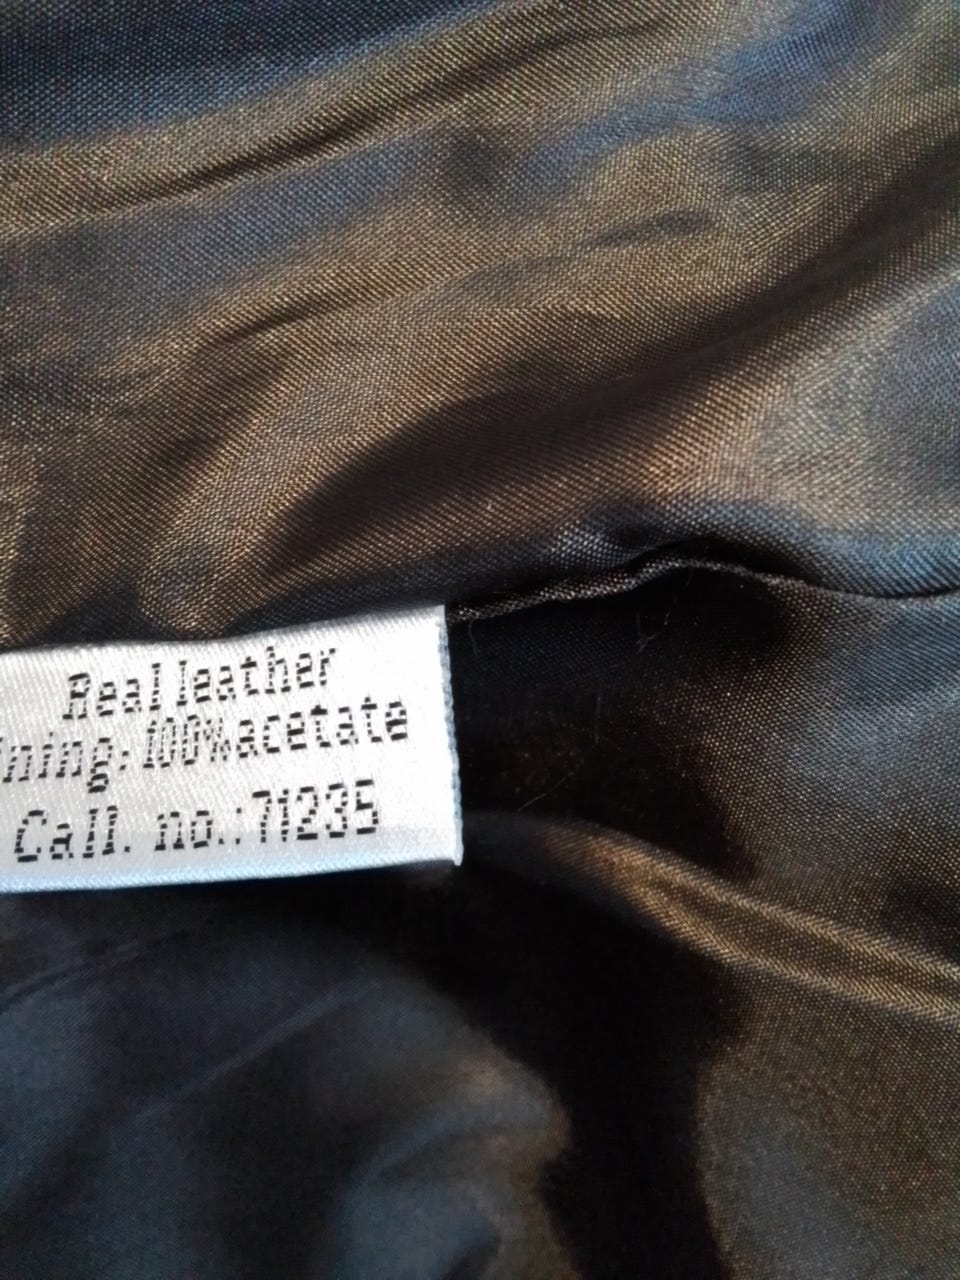 Real leather
ining: 100% acetate
Call. no.: 71235